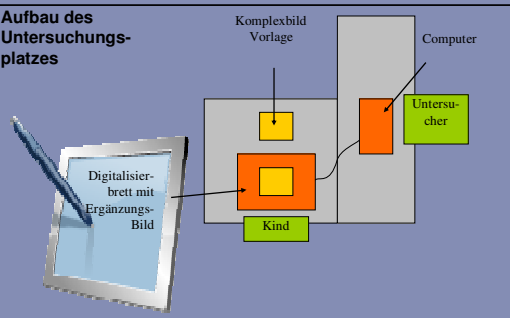 Aufbau des
Untersuchungs-
platzes
Komplexbild
Vorlage
Computer
Untersu-
cher
Digitalisier-
brett mit
Ergänzungs-
Bild
Kind